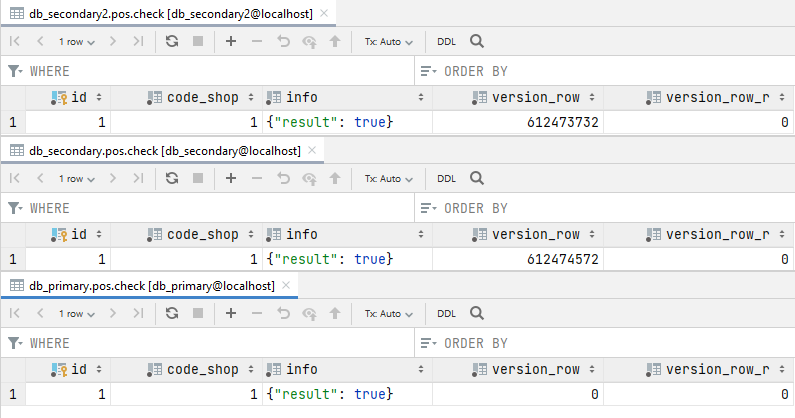 db_secondary2.pos.check [db_secondary2@localhost]
1 row Tx: Auto DDL
WHERE ORDER BY
id code_shop info version_row version_row_r
1 1 1 {"result": true} 612473732 0
db_secondary.pos.check [db_secondary@localhost]
1 row Tx: Auto DDL
WHERE ORDER BY
id code_shop info version_row version_row_r
1 1 1 {"result": true} 612474572 0
db_primary.pos.check [db_primary@localhost]
1 row Tx: Auto DDL
WHERE ORDER BY
id code_shop info version_row version_row_r
1 1 1 {"result": true} 0 0